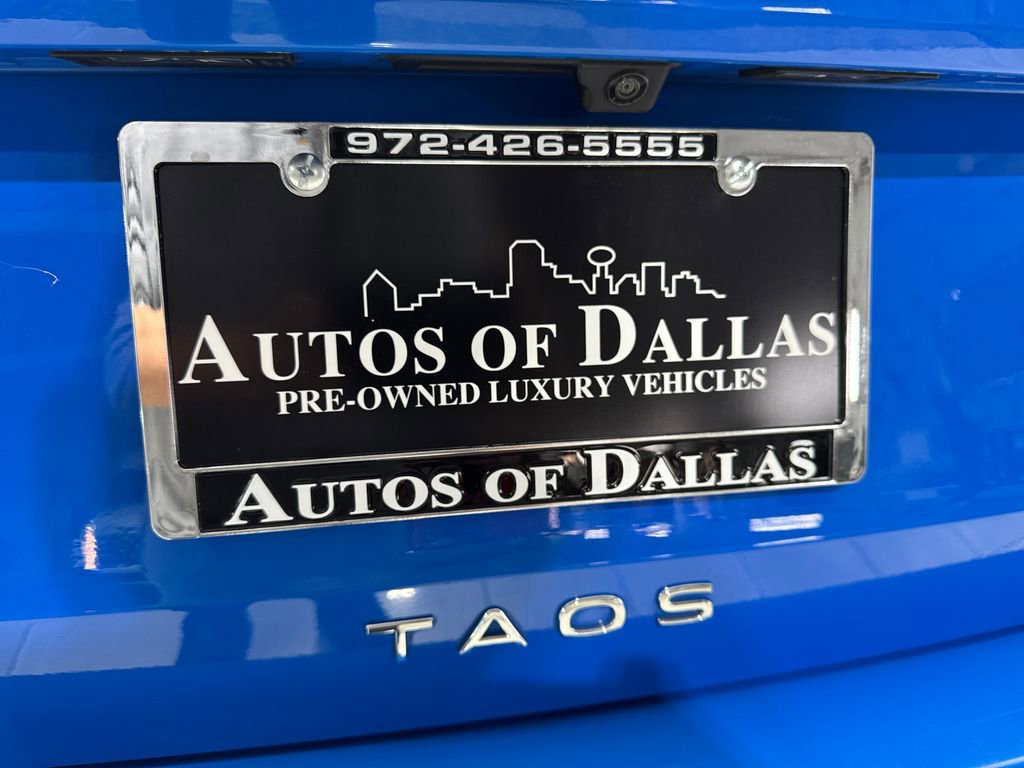 972-426-5555
AUTOS OF DALLAS
PRE-OWNED LUXURY VEHICLES
AUTOS OF DALLAS
TAOS